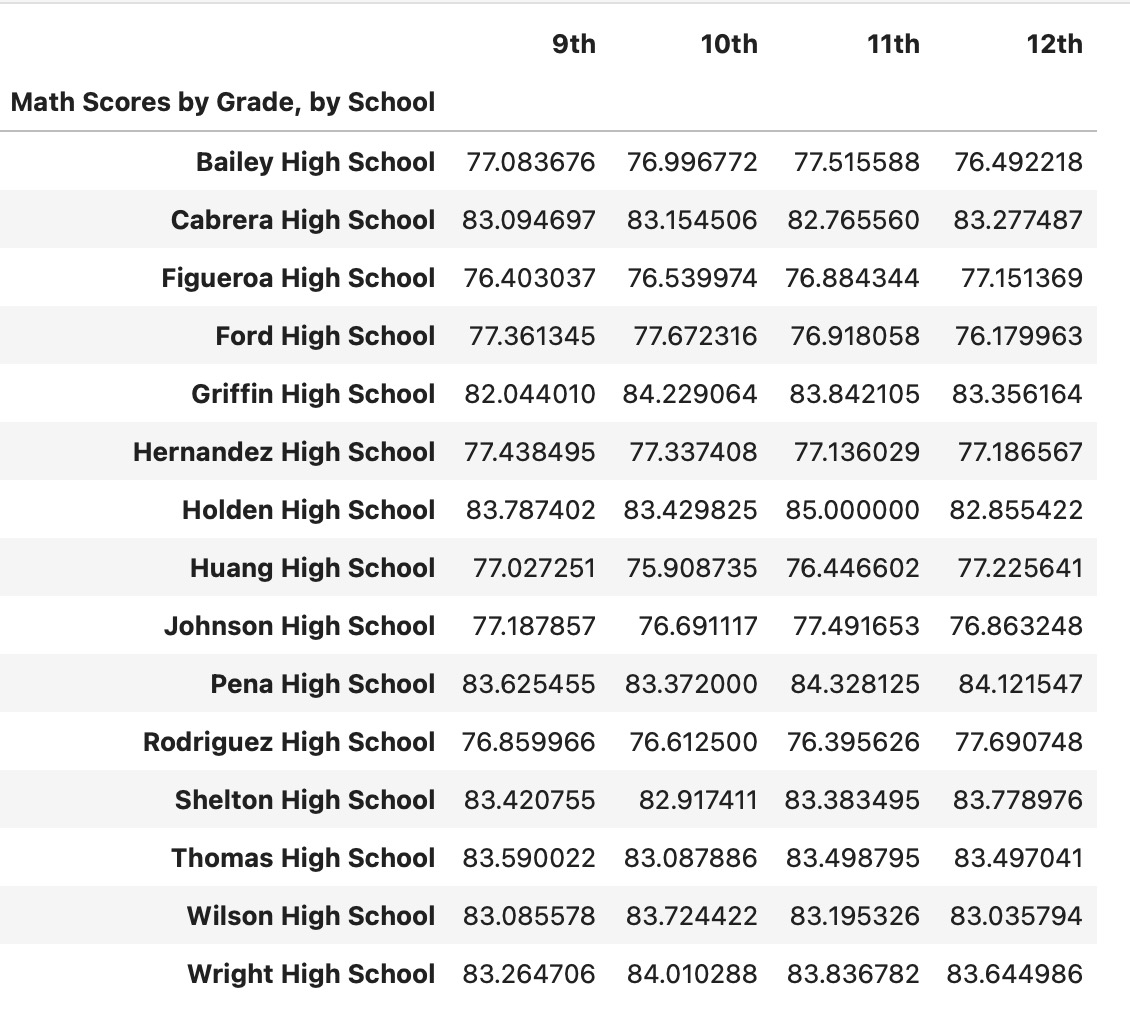 9th 10th 11th 12th
Math Scores by Grade, by School
Bailey High School 77.083676 76.996772 77.515588 76.492218
Cabrera High School 83.094697 83.154506 82.765560 83.277487
Figueroa High School 76.403037 76.539974 76.884344 77.151369
Ford High School 77.361345 77.672316 76.918058 76.179963
Griffin High School 82.044010 84.229064 83.842105 83.356164
Hernandez High School 77.438495 77.337408 77.136029 77.186567
Holden High School 83.787402 83.429825 85.000000 82.855422
Huang High School 77.027251 75.908735 76.446602 77.225641
Johnson High School 77.187857 76.691117 77.491653 76.863248
Pena High School 83.625455 83.372000 84.328125 84.121547
Rodriguez High School 76.859966 76.612500 76.395626 77.690748
Shelton High School 83.420755 82.917411 83.383495 83.778976
Thomas High School 83.590022 83.087886 83.498795 83.497041
Wilson High School 83.085578 83.724422 83.195326 83.035794
Wright High School 83.264706 84.010288 83.836782 83.644986